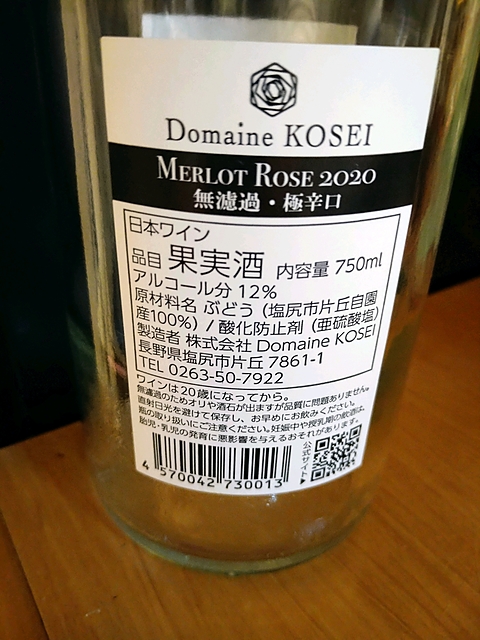 Domaine KOSEI
MERLOT ROSE 2020
無濾過・極辛口
日本ワイン
品目 果実酒 内容量 750ml
アルコール分 12%
原材料名 ぶどう（塩尻市片丘自園
産100%）/ 酸化防止剤（亜硫酸塩）
製造者 株式会社 Domaine KOSEI
長野県塩尻市片丘 7861-1
TEL 0263-50-7922
ワインは20歳になってから。
無濾過のためオリや酒石が出ますが品質に問題ありません。
直射日光を避けて保存し、お早めにお飲みください。
瓶の取り扱いにご注意ください。妊娠中や授乳期の飲酒は、
胎児・乳児の発育に悪影響を与えるおそれがあります。
公式サイト▶
4 570042 730013